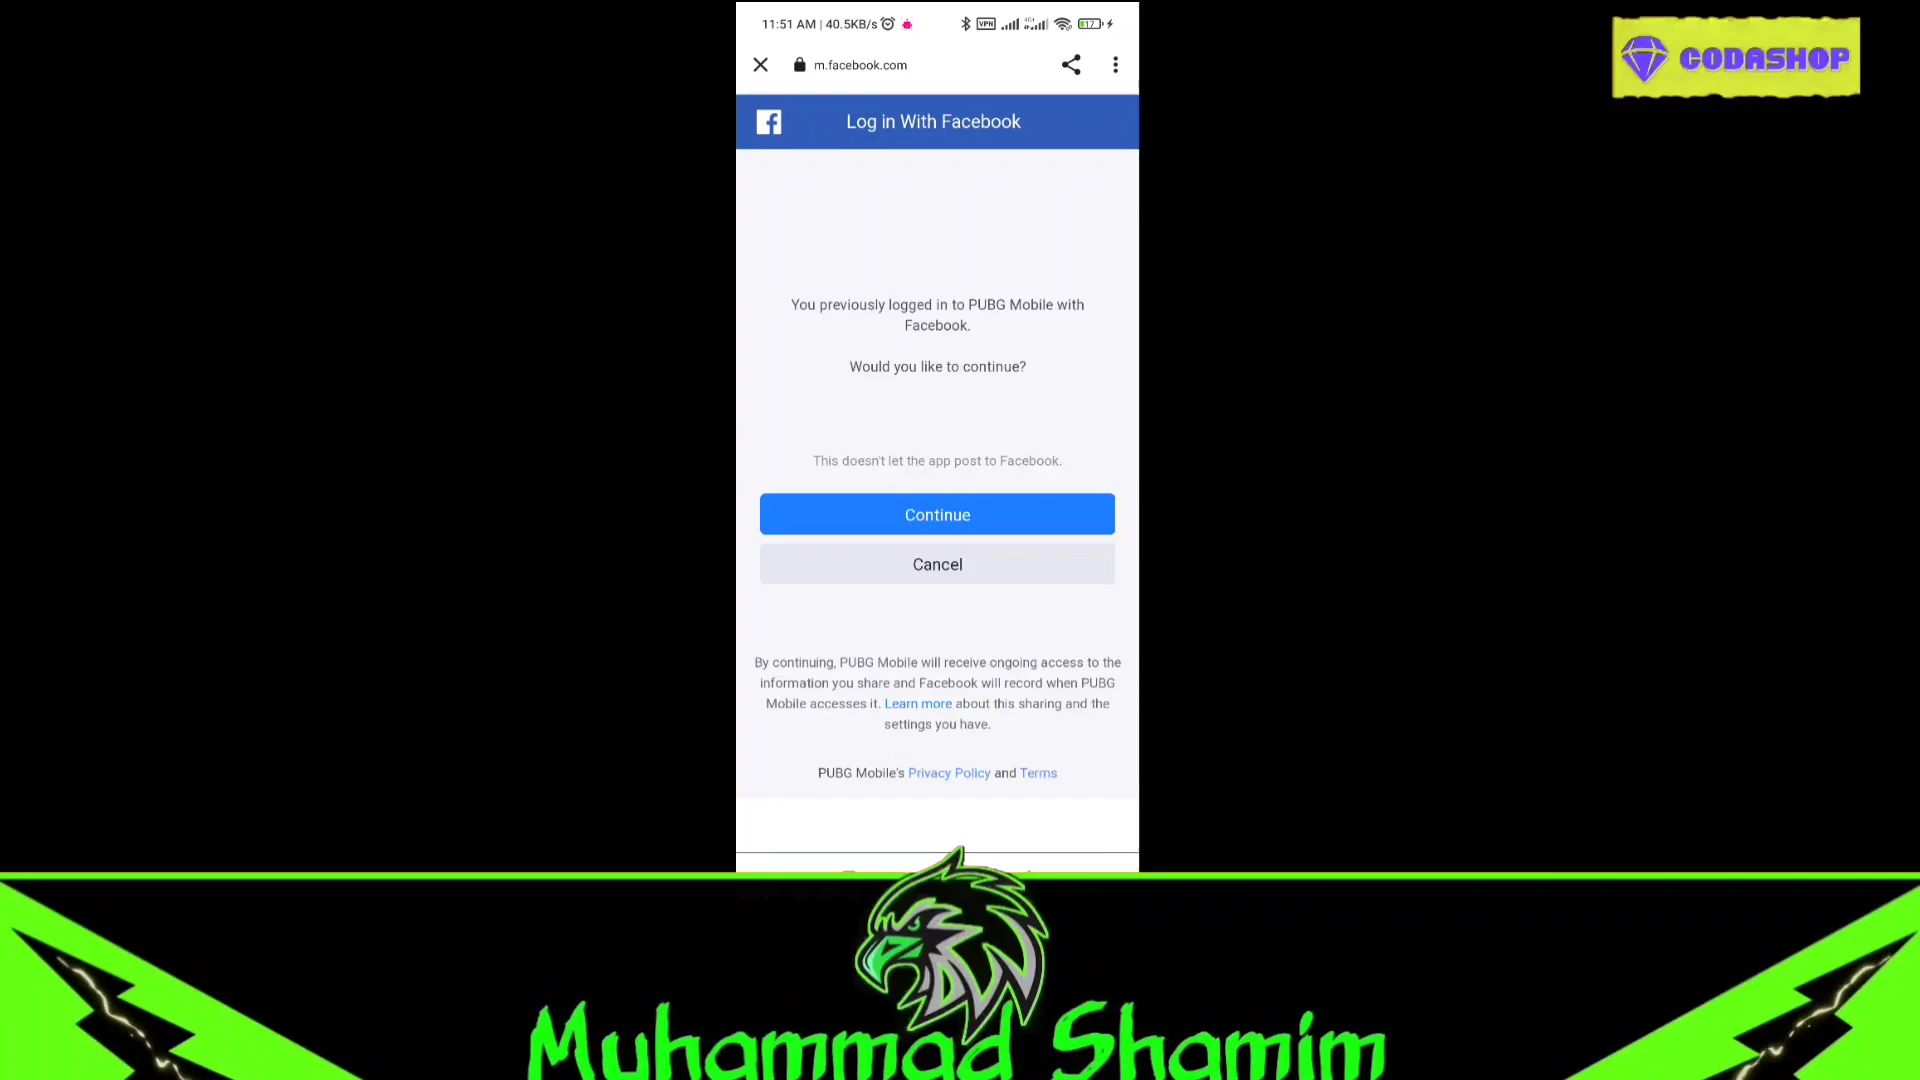 11:51 AM | 40.5KB/s
VPN
17
CODASHOP
m.facebook.com
Log in With Facebook
You previously logged in to PUBG Mobile with
Facebook.
Would you like to continue?
This doesn't let the app post to Facebook.
Continue
Cancel
By continuing, PUBG Mobile will receive ongoing access to the
information you share and Facebook will record when PUBG
Mobile accesses it. Learn more about this sharing and the
settings you have.
PUBG Mobile's Privacy Policy and Terms
Muhammad Shamim